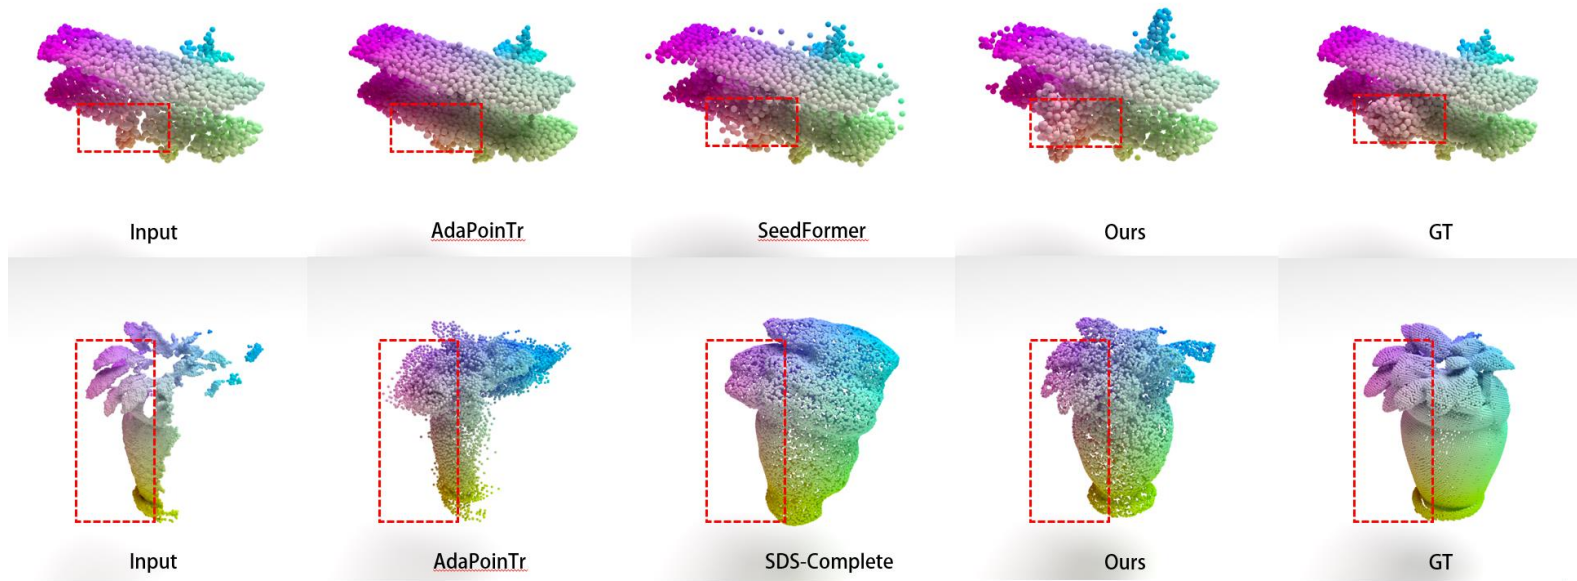 Input AdaPoinTr SeedFormer Ours GT
Input AdaPoinTr SDS-Complete Ours GT